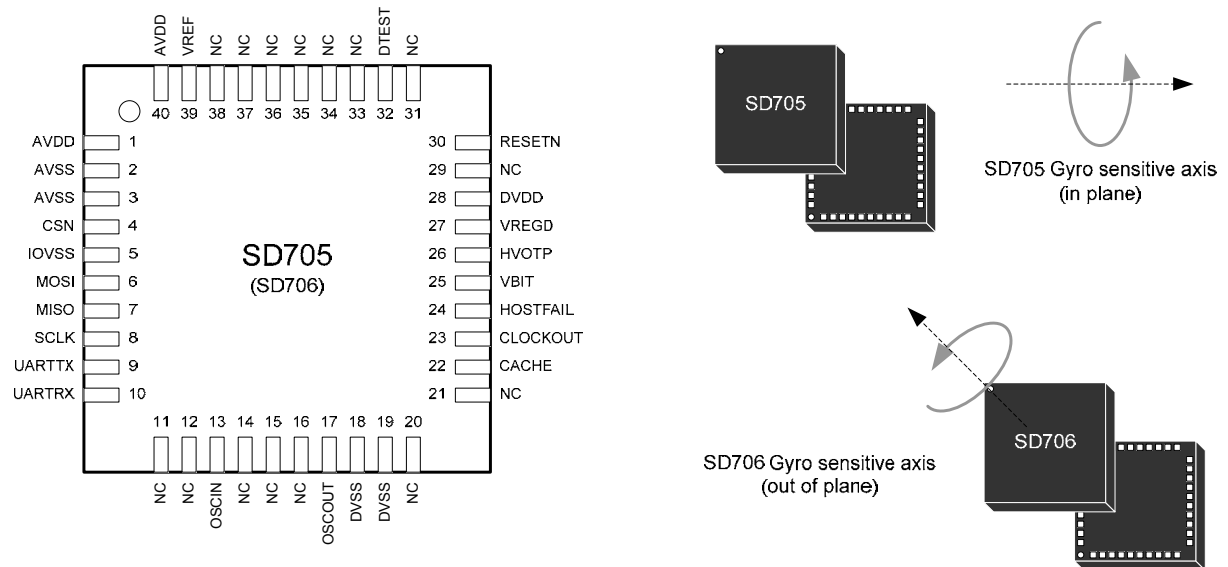 AVDD VREF NC NC NC NC NC NC DTEST NC
40 39 38 37 36 35 34 33 32 31
AVDD 1
AVSS 2
AVSS 3
CSN 4
IOVSS 5
MOSI 6
MISO 7
SCLK 8
UARTTX 9
UARTRX 10
SD705
(SD706)
30 RESETN
29 NC
28 DVDD
27 VREGD
26 HVOTP
25 VBIT
24 HOSTFAIL
23 CLOCKOUT
22 CACHE
21 NC
11 12 13 14 15 16 17 18 19 20
NC NC OSCIN NC NC NC OSCOUT DVSS DVSS NC
SD705
SD705 Gyro sensitive axis
(in plane)
SD706
SD706 Gyro sensitive axis
(out of plane)